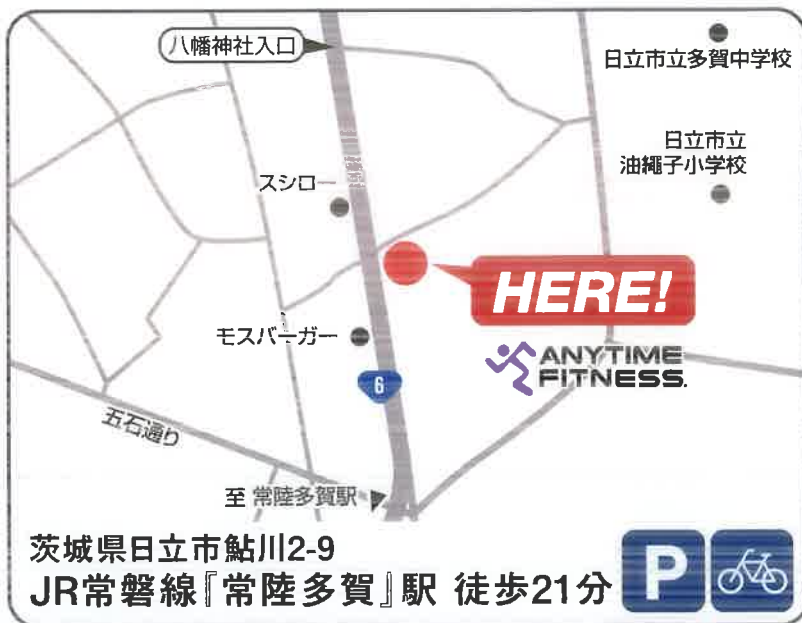 八幡神社入口
日立市立多賀中学校
日立市立
油繩子小学校
スシロー
HERE!
モスバーガー
ANYTIME
FITNESS.
6
五石通り
至 常陸多賀駅
茨城県日立市鮎川2-9
JR常磐線『常陸多賀』駅 徒歩21分
P